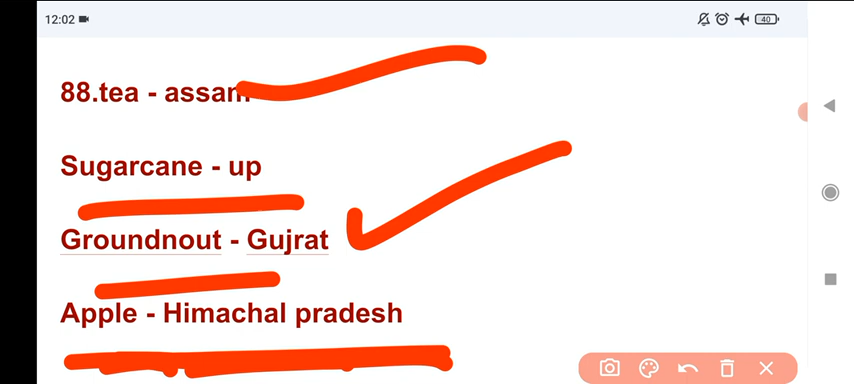 12:02
40
88.tea - assam
Sugarcane - up
Groundnout - Gujrat
Apple - Himachal pradesh